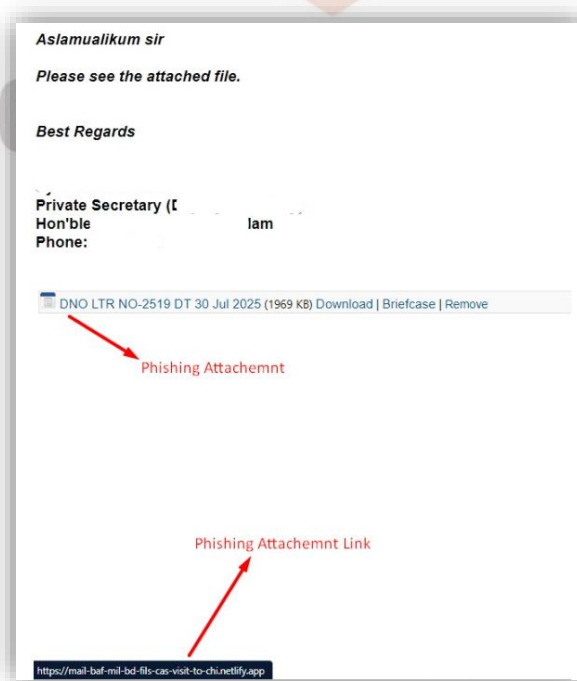 Aslamualikum sir
Please see the attached file.
Best Regards
Private Secretary (
Hon'ble lam
Phone:
DNO LTR NO-2519 DT 30 Jul 2025 (1969 KB) Download | Briefcase | Remove
Phishing Attachemnt
Phishing Attachemnt Link
https://mail-baf-mil-bd-fils-cas-visit-to-chi.netlify.app